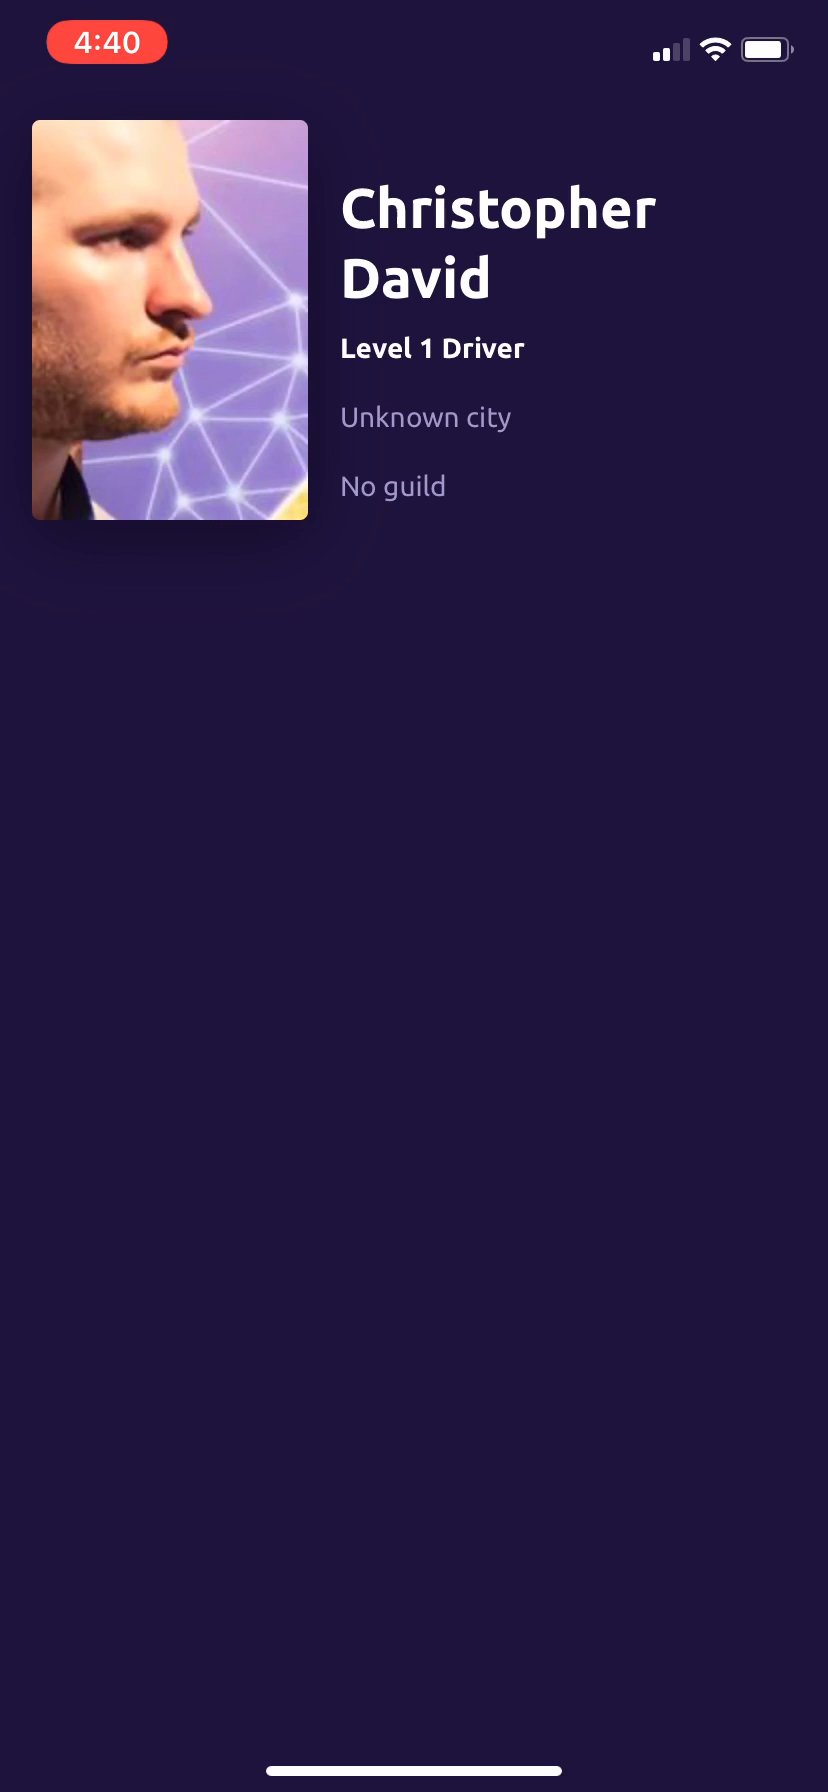 4:40
Christopher
David
Level 1 Driver
Unknown city
No guild